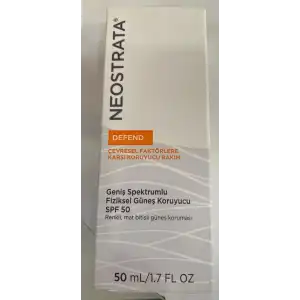 NEOSTRATA®
DEFEND
ÇEVRESEL FAKTÖRLERE
KARŞI KORUYUCU BAKIM
Geniş Spektrumlu
Fiziksel Güneş Koruyucu
SPF 50
Renkli, mat bitişli güneş koruması
50 mL/1.7 FL OZ